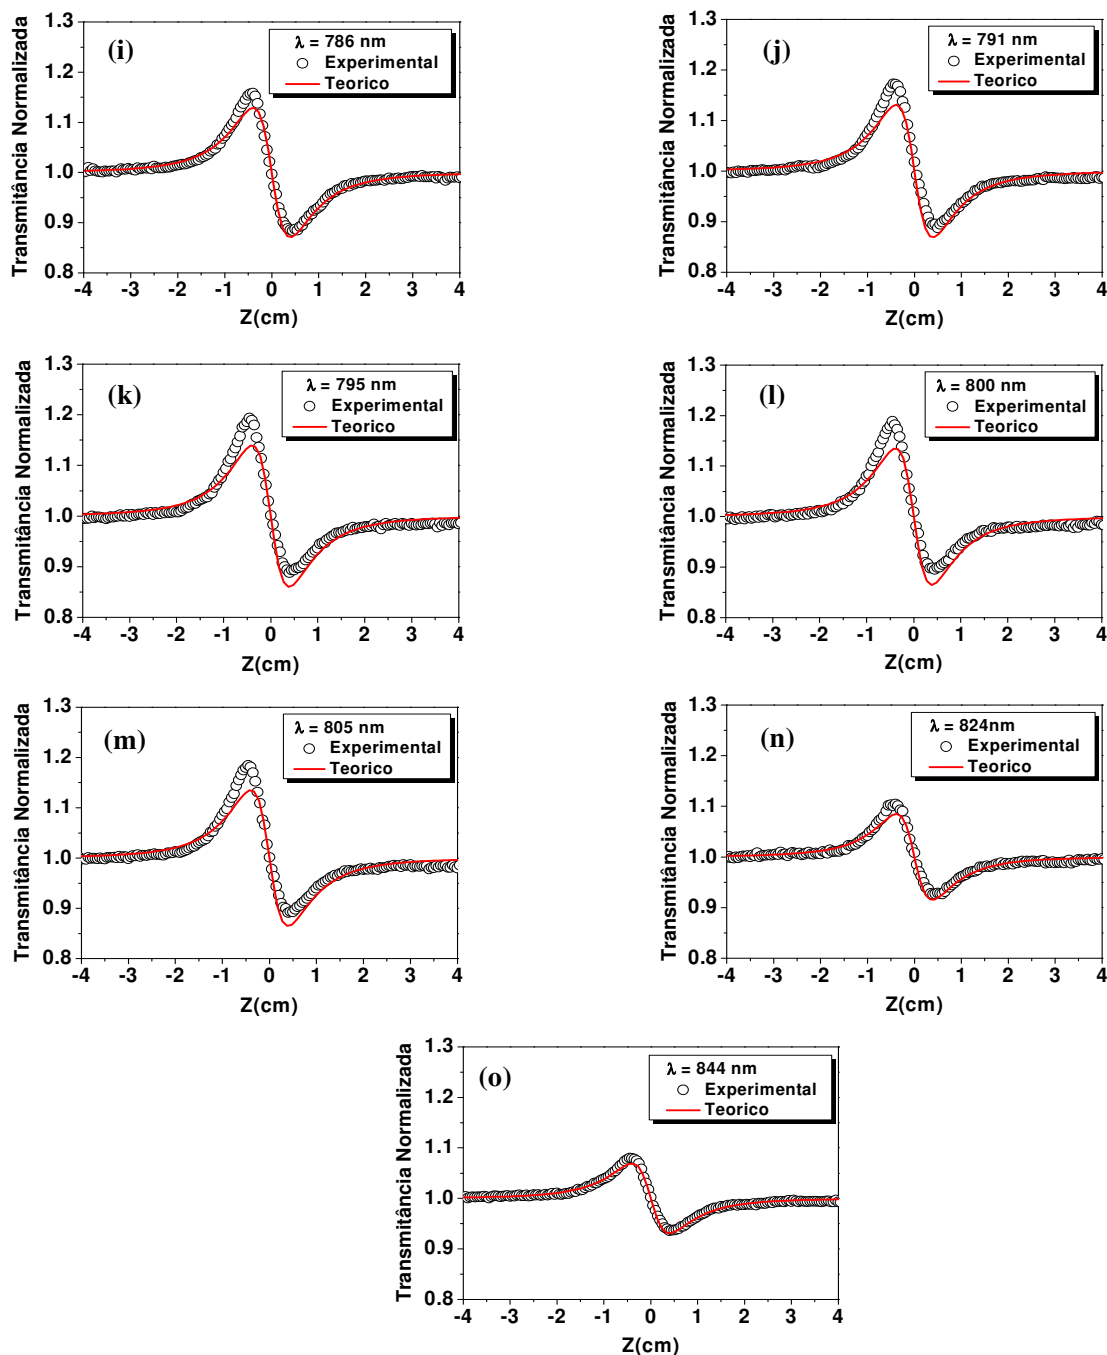 (i)
λ = 786 nm
Experimental
Teorico
Transmitância Normalizada
1.3
1.2
1.1
1.0
0.9
0.8
-4 -3 -2 -1 0 1 2 3 4
Z(cm)
(j)
λ = 791 nm
Experimental
Teorico
Transmitância Normalizada
1.3
1.2
1.1
1.0
0.9
0.8
-4 -3 -2 -1 0 1 2 3 4
Z(cm)
(k)
λ = 795 nm
Experimental
Teorico
Transmitância Normalizada
1.3
1.2
1.1
1.0
0.9
0.8
-4 -3 -2 -1 0 1 2 3 4
Z(cm)
(l)
λ = 800 nm
Experimental
Teorico
Transmitância Normalizada
1.3
1.2
1.1
1.0
0.9
0.8
-4 -3 -2 -1 0 1 2 3 4
Z(cm)
(m)
λ = 805 nm
Experimental
Teorico
Transmitância Normalizada
1.3
1.2
1.1
1.0
0.9
0.8
-4 -3 -2 -1 0 1 2 3 4
Z(cm)
(n)
λ = 824nm
Experimental
Teorico
Transmitância Normalizada
1.3
1.2
1.1
1.0
0.9
0.8
-4 -3 -2 -1 0 1 2 3 4
Z(cm)
(o)
λ = 844 nm
Experimental
Teorico
Transmitância Normalizada
1.3
1.2
1.1
1.0
0.9
0.8
-4 -3 -2 -1 0 1 2 3 4
Z(cm)